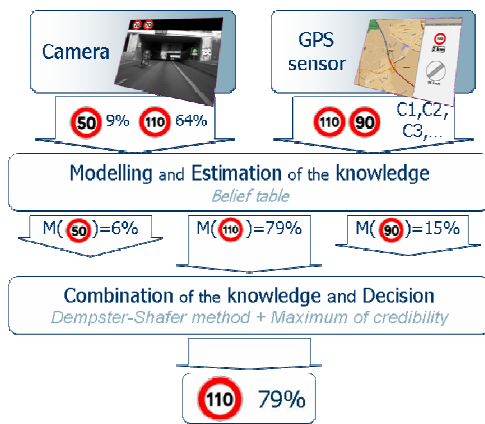 Camera
GPS
sensor
50 9% 110 64%
110 90 C1,C2,
C3,...
Modelling and Estimation of the knowledge
Belief table
M(50)=6% M(110)=79% M(90)=15%
Combination of the knowledge and Decision
Dempster-Shafer method + Maximum of credibility
110 79%